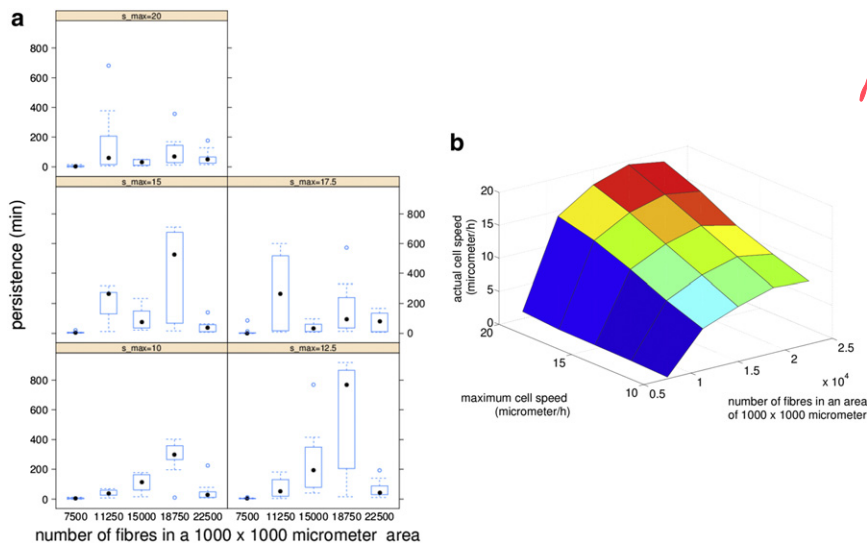 a
s_max=20
800
600
400
200
0
s_max=15
s_max=17.5
800
600
400
200
0
persistence (min)
s_max=10
s_max=12.5
800
600
400
200
0
7500 11250 15000 18750 22500
7500 11250 15000 18750 22500
number of fibres in a 1000 x 1000 micrometer area
b
20
15
10
5
0
actual cell speed
(mircometer/h)
20
15
10
maximum cell speed
(micrometer/h)
0.5
1
1.5
2
2.5
x 10⁴
number of fibres in an area
of 1000 x 1000 micrometer